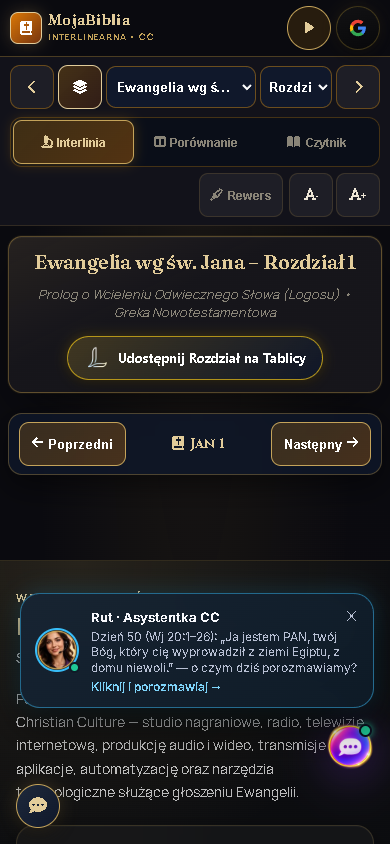 MojaBiblia
INTERLINEARNA • CC
Ewangelia wg ś...
Rozdzi
Interlinia
Porównanie
Czytnik
Rewers
A-
A+
Ewangelia wg św. Jana – Rozdział 1
Prolog o Wcieleniu Odwiecznego Słowa (Logosu) •
Greka Nowotestamentowa
Udostępnij Rozdział na Tablicy
Poprzedni
JAN 1
Następny
Rut · Asystentka CC
Dzień 50 (Wj 20:1–26): „Ja jestem PAN, twój
Bóg, który cię wyprowadził z ziemi Egiptu, z
domu niewoli.” — o czym dziś porozmawiamy?
Kliknij i porozmawiaj →
Christian Culture — studio nagraniowe, radio, telewizję
internetową, produkcję audio i wideo, transmisje
aplikacje, automatyzację oraz narzędzia
służące głoszeniu Ewangelii.